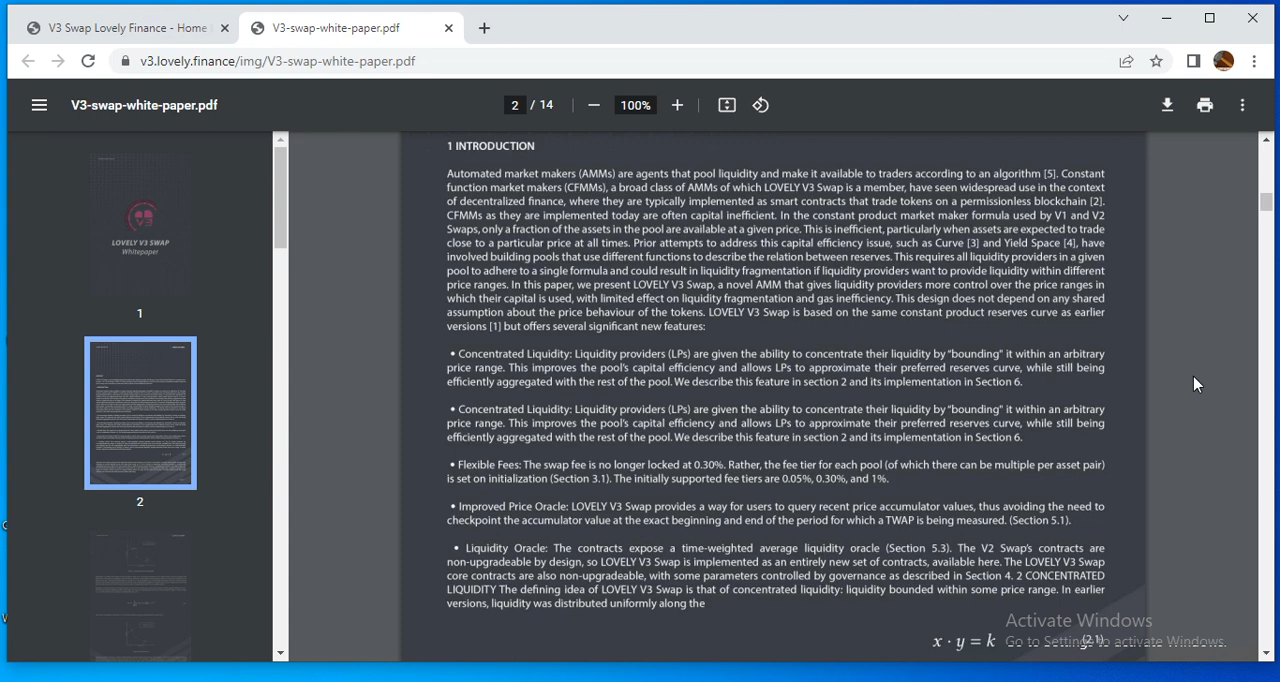 V3 Swap Lovely Finance - Home
V3-swap-white-paper.pdf
v3.lovely.finance/img/V3-swap-white-paper.pdf
V3-swap-white-paper.pdf
2 / 14
100%
LOVELY V3 SWAP
Whitepaper
1
2
1 INTRODUCTION
Automated market makers (AMMs) are agents that pool liquidity and make it available to traders according to an algorithm [5]. Constant
function market makers (CFMMs), a broad class of AMMs of which LOVELY V3 Swap is a member, have seen widespread use in the context
of decentralized finance, where they are typically implemented as smart contracts that trade tokens on a permissionless blockchain [2].
CFMMs as they are implemented today are often capital inefficient. In the constant product market maker formula used by V1 and V2
Swaps, only a fraction of the assets in the pool are available at a given price. This is inefficient, particularly when assets are expected to trade
close to a particular price at all times. Prior attempts to address this capital efficiency issue, such as Curve [3] and Yield Space [4], have
involved building pools that use different functions to describe the relation between reserves. This requires all liquidity providers in a given
pool to adhere to a single formula and could result in liquidity fragmentation if liquidity providers want to provide liquidity within different
price ranges. In this paper, we present LOVELY V3 Swap, a novel AMM that gives liquidity providers more control over the price ranges in
which their capital is used, with limited effect on liquidity fragmentation and gas inefficiency. This design does not depend on any shared
assumption about the price behaviour of the tokens. LOVELY V3 Swap is based on the same constant product reserves curve as earlier
versions [1] but offers several significant new features:
• Concentrated Liquidity: Liquidity providers (LPs) are given the ability to concentrate their liquidity by "bounding" it within an arbitrary
price range. This improves the pool's capital efficiency and allows LPs to approximate their preferred reserves curve, while still being
efficiently aggregated with the rest of the pool. We describe this feature in section 2 and its implementation in Section 6.
• Concentrated Liquidity: Liquidity providers (LPs) are given the ability to concentrate their liquidity by "bounding" it within an arbitrary
price range. This improves the pool's capital efficiency and allows LPs to approximate their preferred reserves curve, while still being
efficiently aggregated with the rest of the pool. We describe this feature in section 2 and its implementation in Section 6.
• Flexible Fees: The swap fee is no longer locked at 0.30%. Rather, the fee tier for each pool (of which there can be multiple per asset pair)
is set on initialization (Section 3.1). The initially supported fee tiers are 0.05%, 0.30%, and 1%.
• Improved Price Oracle: LOVELY V3 Swap provides a way for users to query recent price accumulator values, thus avoiding the need to
checkpoint the accumulator value at the exact beginning and end of the period for which a TWAP is being measured. (Section 5.1).
• Liquidity Oracle: The contracts expose a time-weighted average liquidity oracle (Section 5.3). The V2 Swap's contracts are
non-upgradeable by design, so LOVELY V3 Swap is implemented as an entirely new set of contracts, available here. The LOVELY V3 Swap
core contracts are also non-upgradeable, with some parameters controlled by governance as described in Section 4. 2 CONCENTRATED
LIQUIDITY The defining idea of LOVELY V3 Swap is that of concentrated liquidity: liquidity bounded within some price range. In earlier
versions, liquidity was distributed uniformly along the
x · y = k (2.1)
Activate Windows
Go to Settings to activate Windows.